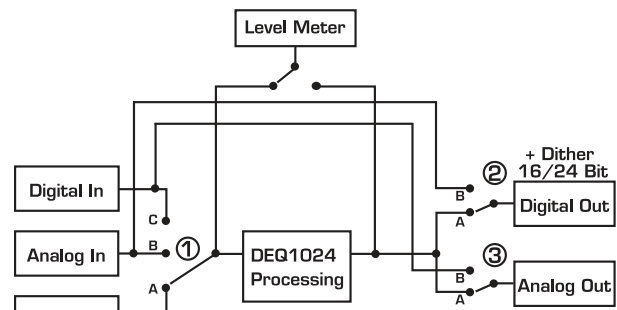 Level Meter
+ Dither
16/24 Bit
②
B
A
Digital Out
Digital In
C
Analog In
B
①
A
DEQ1024
Processing
③
B
A
Analog Out